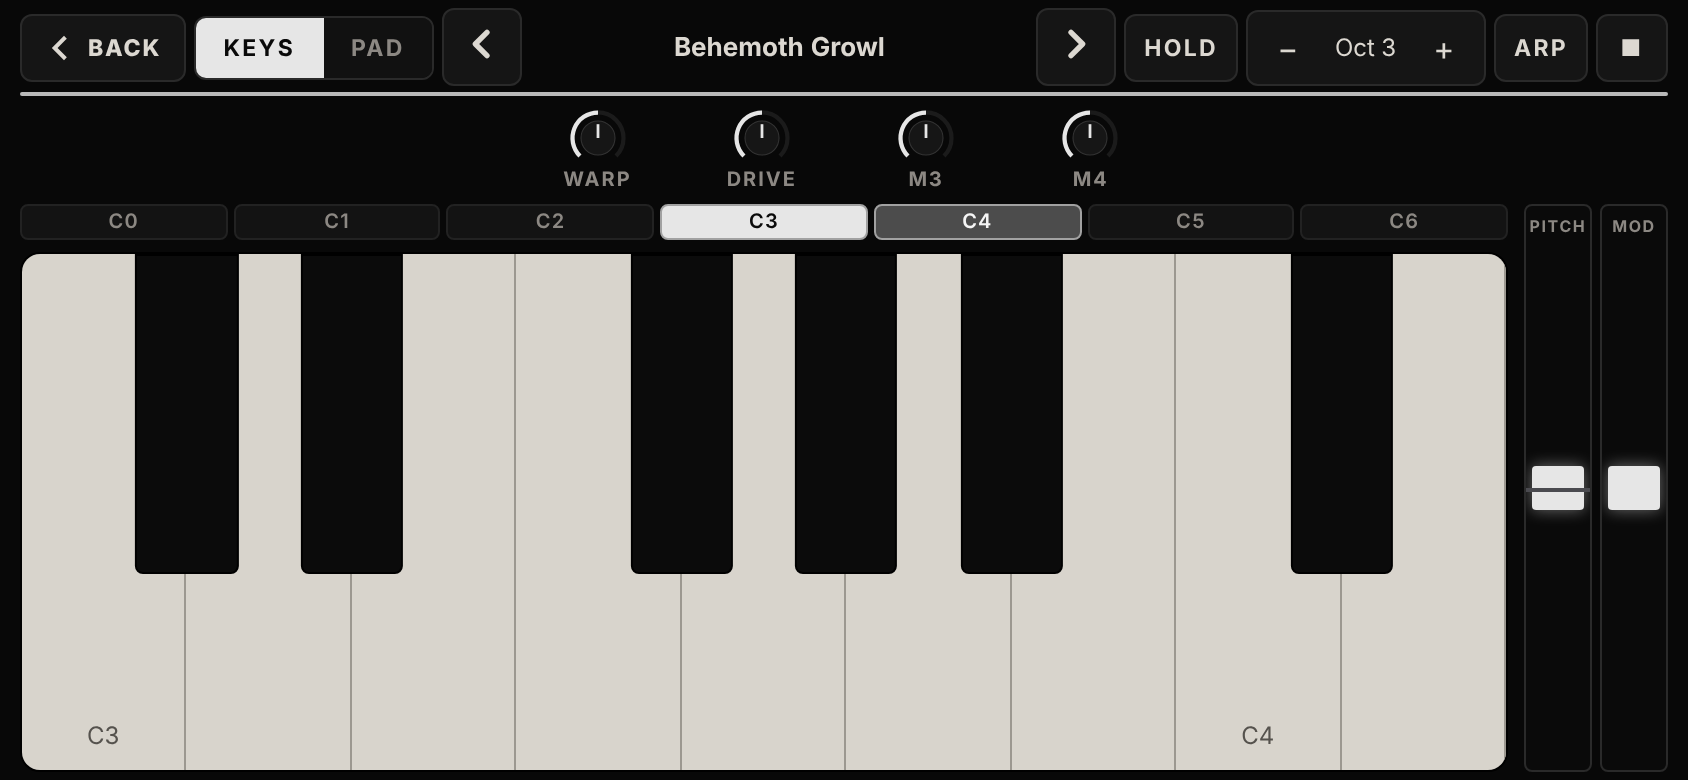 BACK KEYS PAD Behemoth Growl HOLD – Oct 3 + ARP
WARP DRIVE M3 M4
C0 C1 C2 C3 C4 C5 C6 PITCH MOD
C3 C4